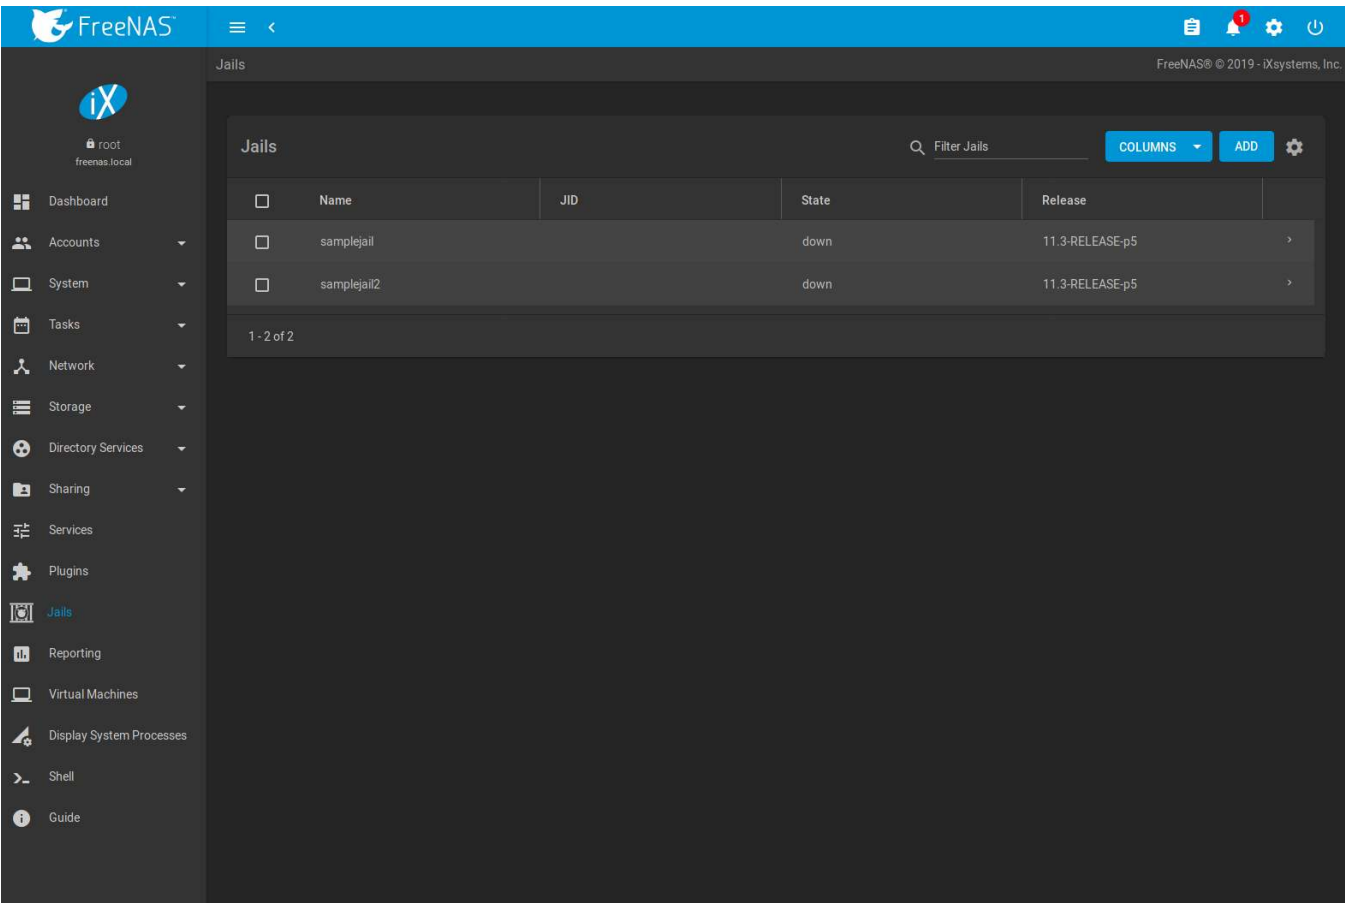 FreeNAS™
1
Jails
FreeNAS® © 2019 - iXsystems, Inc.
iX
root
freenas.local
Dashboard
Accounts
System
Tasks
Network
Storage
Directory Services
Sharing
Services
Plugins
Jails
Reporting
Virtual Machines
Display System Processes
Shell
Guide
Jails
Filter Jails
COLUMNS
ADD
Name JID State Release
samplejail down 11.3-RELEASE-p5
samplejail2 down 11.3-RELEASE-p5
1 - 2 of 2